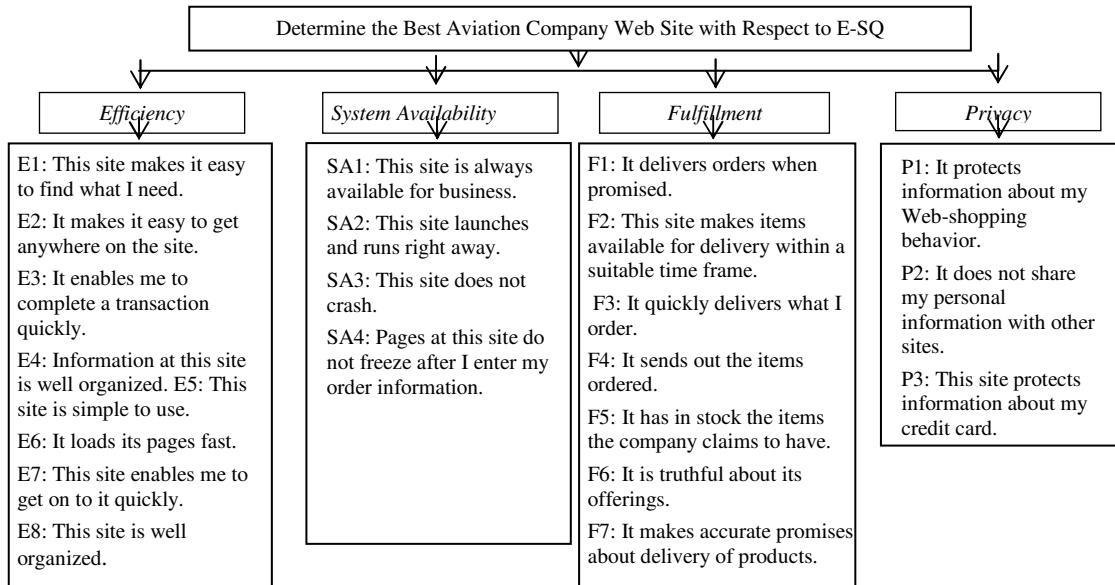 Determine the Best Aviation Company Web Site with Respect to E-SQ
Efficiency
System Availability
Fulfillment
Privacy
E1: This site makes it easy
to find what I need.
E2: It makes it easy to get
anywhere on the site.
E3: It enables me to
complete a transaction
quickly.
E4: Information at this site
is well organized. E5: This
site is simple to use.
E6: It loads its pages fast.
E7: This site enables me to
get on to it quickly.
E8: This site is well
organized.
SA1: This site is always
available for business.
SA2: This site launches
and runs right away.
SA3: This site does not
crash.
SA4: Pages at this site do
not freeze after I enter my
order information.
F1: It delivers orders when
promised.
F2: This site makes items
available for delivery within a
suitable time frame.
F3: It quickly delivers what I
order.
F4: It sends out the items
ordered.
F5: It has in stock the items
the company claims to have.
F6: It is truthful about its
offerings.
F7: It makes accurate promises
about delivery of products.
P1: It protects
information about my
Web-shopping
behavior.
P2: It does not share
my personal
information with other
sites.
P3: This site protects
information about my
credit card.